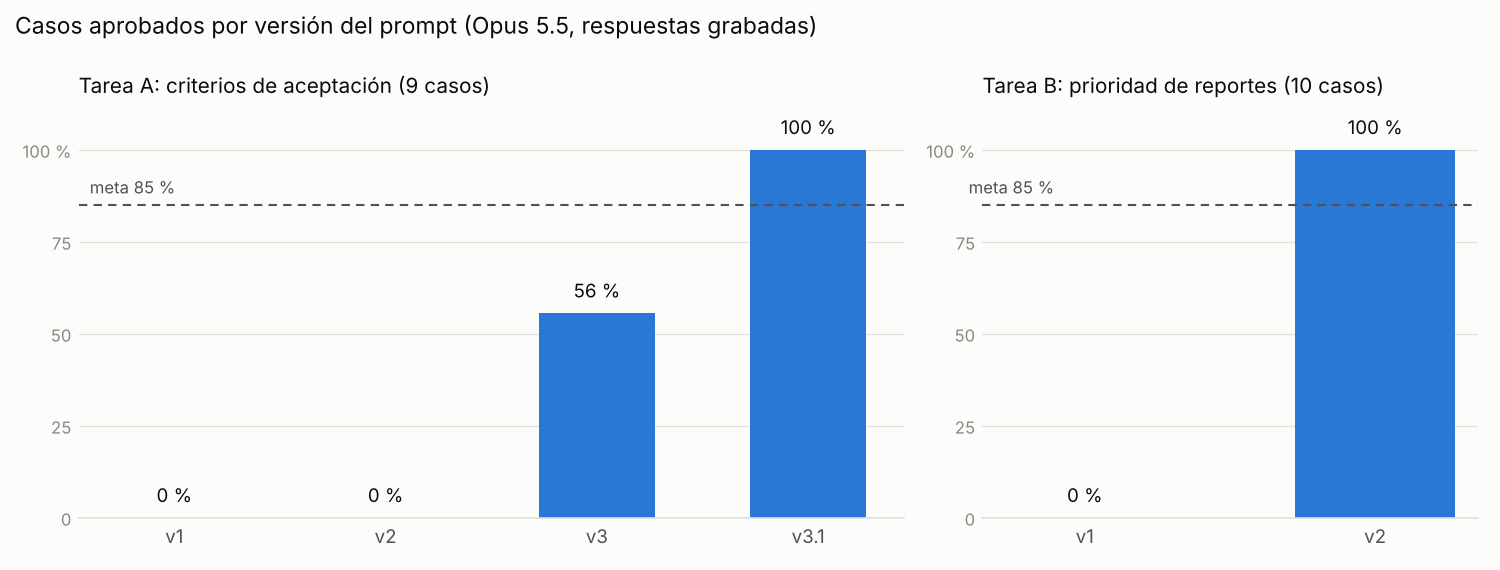 Casos aprobados por versión del prompt (Opus 5.5, respuestas grabadas)
Tarea A: criterios de aceptación (9 casos)
100 %
100 %
meta 85 %
75
56 %
50
25
0 %
0 %
0
v1
v2
v3
v3.1
Tarea B: prioridad de reportes (10 casos)
100 %
100 %
meta 85 %
75
50
25
0 %
0
v1
v2